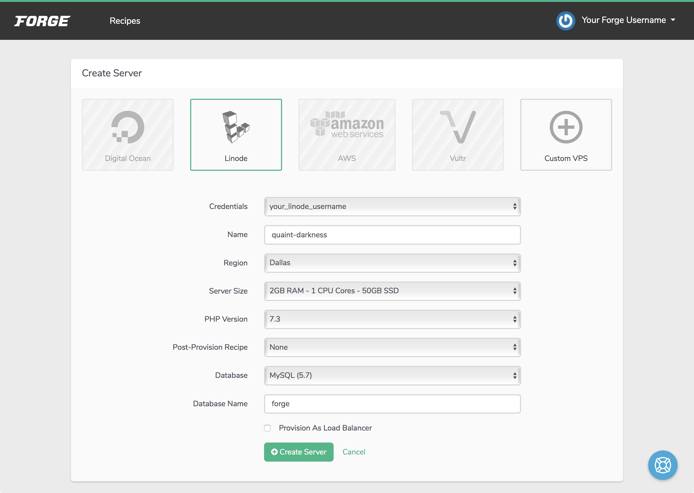 FORGE Recipes Your Forge Username
Create Server
Digital Ocean Linode amazon web services AWS Vultr Custom VPS
Credentials your_linode_username
Name quaint-darkness
Region Dallas
Server Size 2GB RAM - 1 CPU Cores - 50GB SSD
PHP Version 7.3
Post-Provision Recipe None
Database MySQL (5.7)
Database Name forge
Provision As Load Balancer
Create Server Cancel